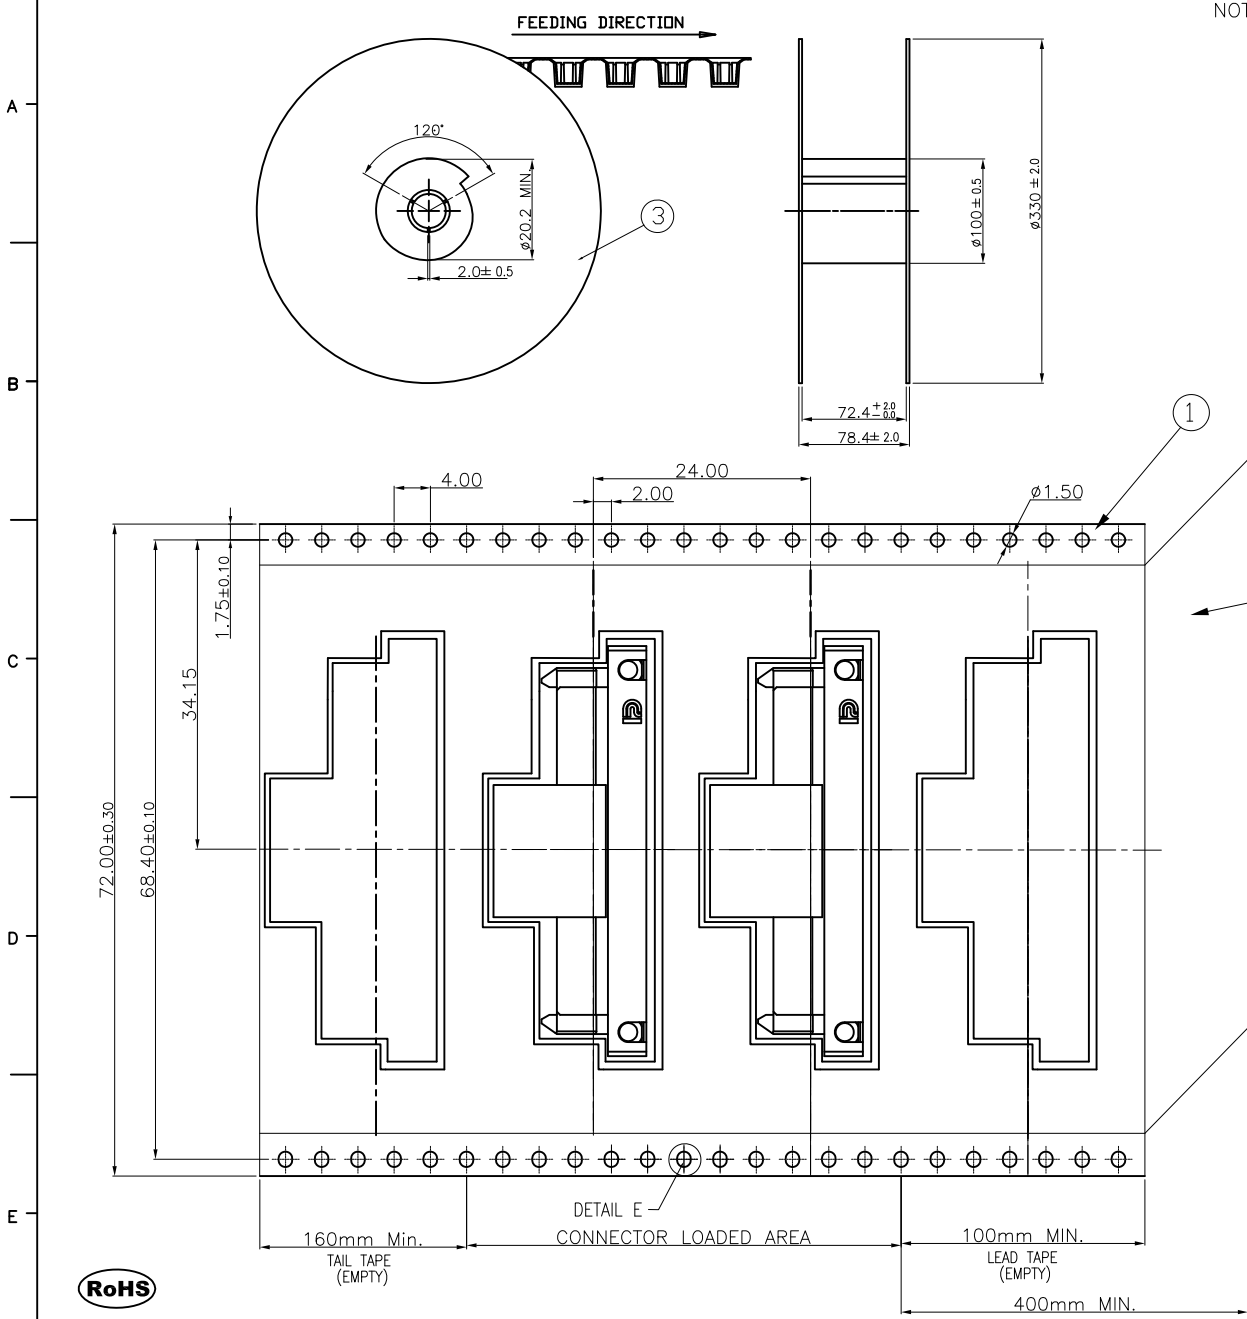 NOT
FEEDING DIRECTION
A
120°
3
ø20.2 MIN.
2.0± 0.5
ø100± 0.5
ø330± 2.0
B
72.4 +2.0 -0.0
78.4± 2.0
1
4.00
24.00
2.00
ø1.50
1.75±0.10
C
34.15
72.00±0.30
68.40±0.10
D
E
DETAIL E
160mm Min.
CONNECTOR LOADED AREA
100mm MIN.
TAIL TAPE
(EMPTY)
LEAD TAPE
(EMPTY)
RoHS
400mm MIN.